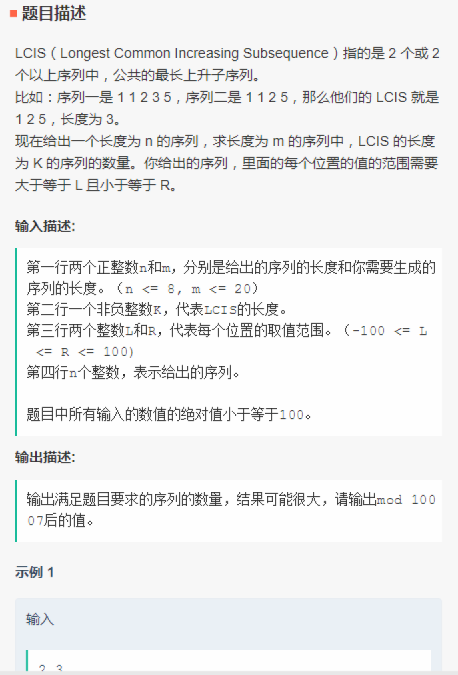 题目描述
LCIS（Longest Common Increasing Subsequence）指的是 2 个或 2
个以上序列中，公共的最长上升子序列。
比如：序列一是 1 1 2 3 5，序列二是 1 1 2 5，那么他们的 LCIS 就是
1 2 5，长度为 3。
现在给出一个长度为 n 的序列，求长度为 m 的序列中，LCIS 的长度
为 K 的序列的数量。你给出的序列，里面的每个位置的值的范围需要
大于等于 L 且小于等于 R。
输入描述:
第一行两个正整数n和m，分别是给出的序列的长度和你需要生成的
序列的长度。（n <= 8, m <= 20）
第二行一个非负整数K，代表LCIS的长度。
第三行两个整数L和R，代表每个位置的取值范围。（-100 <= L
<= R <= 100）
第四行n个整数，表示给出的序列。
题目中所有输入的数值的绝对值小于等于100。
输出描述:
输出满足题目要求的序列的数量，结果可能很大，请输出mod 100
07后的值。
示例 1
输入
2 3